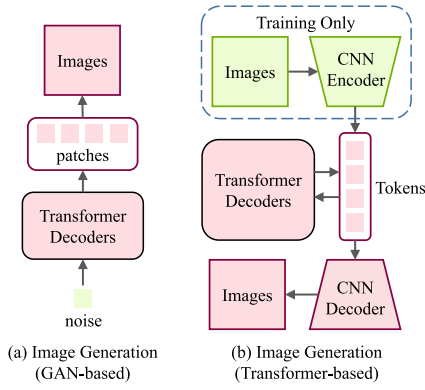 Images
patches
Transformer
Decoders
noise
(a) Image Generation
(GAN-based)
Training Only
Images
CNN
Encoder
Transformer
Decoders
Tokens
Images
CNN
Decoder
(b) Image Generation
(Transformer-based)